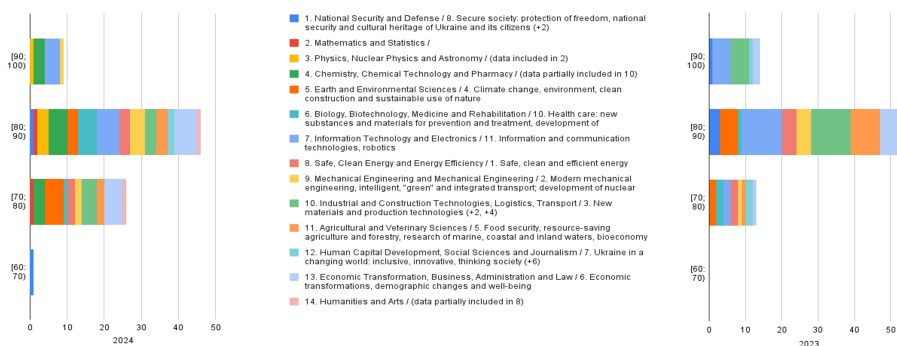 1. National Security and Defense / 8. Secure society: protection of freedom, national
security and cultural heritage of Ukraine and its citizens (+2)
2. Mathematics and Statistics /
3. Physics, Nuclear Physics and Astronomy / (data included in 2)
4. Chemistry, Chemical Technology and Pharmacy / (data partially included in 10)
5. Earth and Environmental Sciences / 4. Climate change, environment, clean
construction and sustainable use of nature
6. Biology, Biotechnology, Medicine and Rehabilitation / 10. Health care: new
substances and materials for prevention and treatment, development of
7. Information Technology and Electronics / 11. Information and communication
technologies, robotics
8. Safe, Clean Energy and Energy Efficiency / 1. Safe, clean and efficient energy
9. Mechanical Engineering and Mechanical Engineering / 2. Modern mechanical
engineering, intelligent, "green" and integrated transport; development of nuclear
10. Industrial and Construction Technologies, Logistics, Transport / 3. New
materials and production technologies (+2, +4)
11. Agricultural and Veterinary Sciences / 5. Food security, resource-saving
agriculture and forestry, research of marine, coastal and inland waters, bioeconomy
12. Human Capital Development, Social Sciences and Journalism / 7. Ukraine in a
changing world: inclusive, innovative, thinking society (+6)
13. Economic Transformation, Business, Administration and Law / 6. Economic
transformations, demographic changes and well-being
14. Humanities and Arts / (data partially included in 8)
[90;
100)
[80;
90)
[70;
80)
[60;
70)
0 10 20 30 40 50
2024
[90;
100)
[80;
90)
[70;
80)
[60;
70)
0 10 20 30 40 50
2023